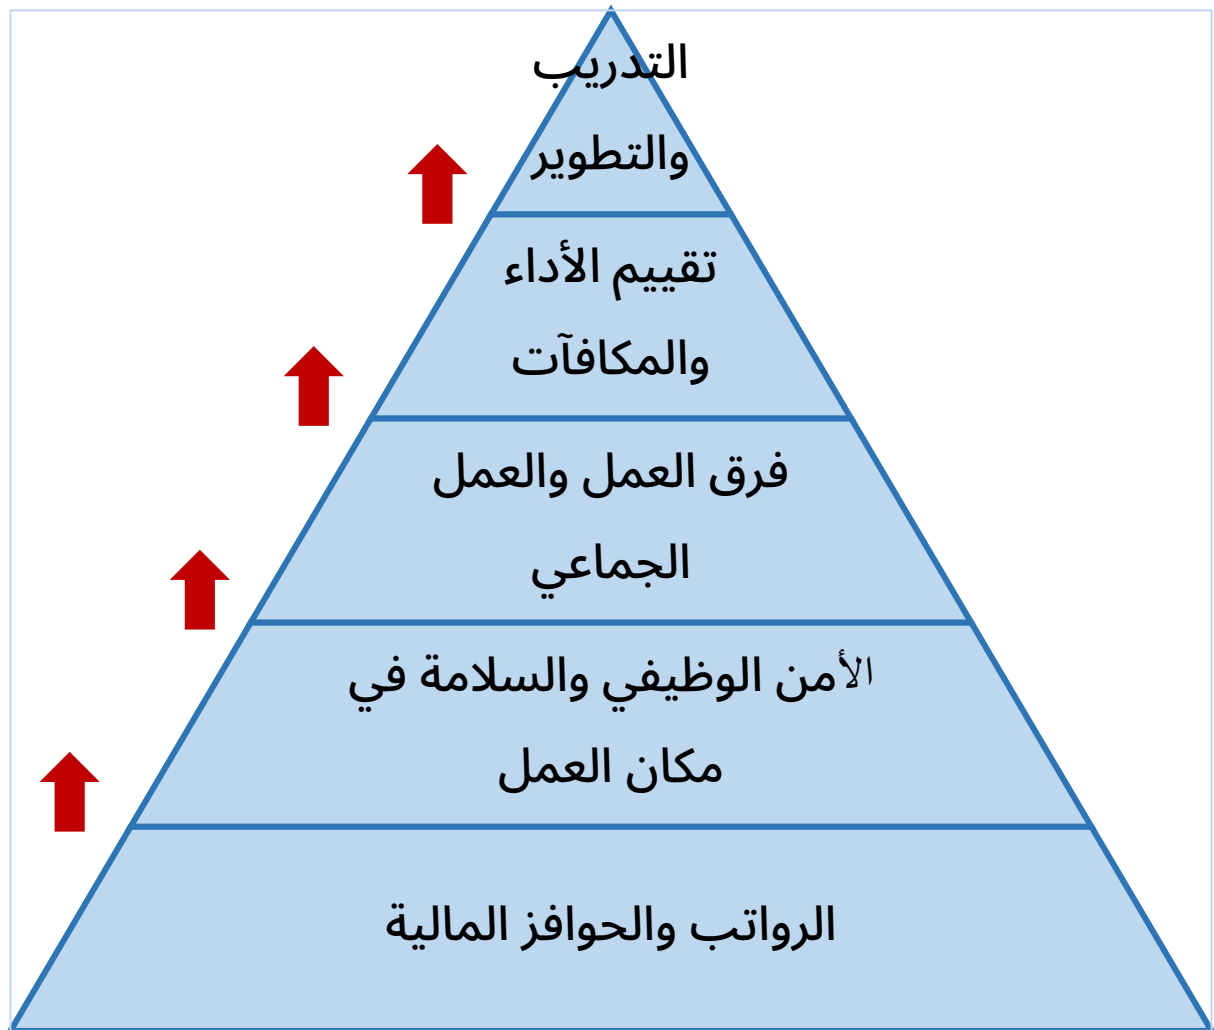 التدريب
والتطوير
تقييم الأداء
والمكافآت
فرق العمل والعمل
الجماعي
الأمن الوظيفي والسلامة في
مكان العمل
الرواتب والحوافز المالية